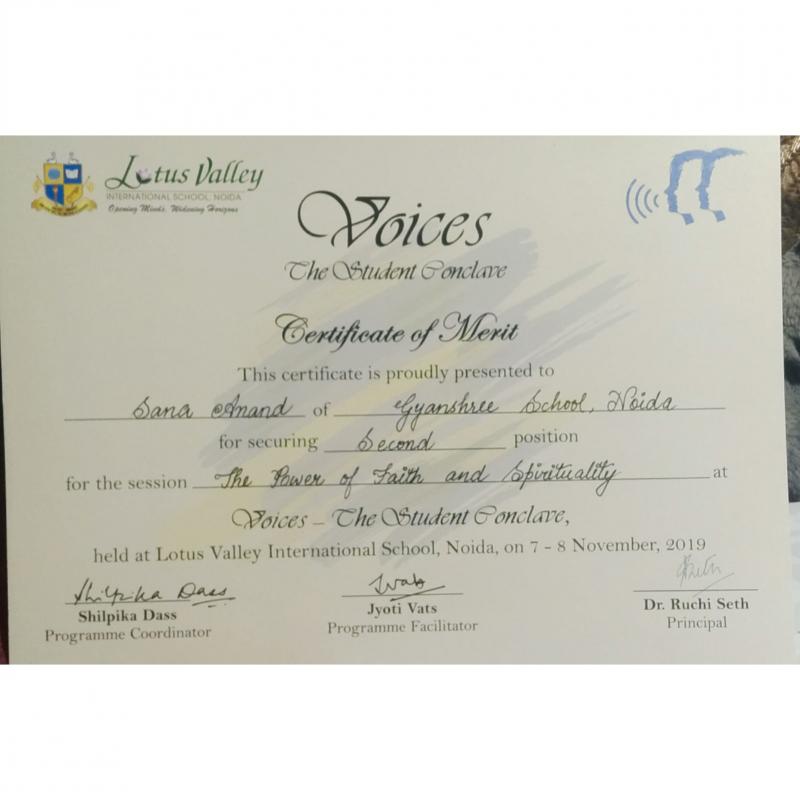 Lotus Valley
INTERNATIONAL SCHOOL, NOIDA
Opening Minds, Widening Horizons
Voices
The Student Conclave
Certificate of Merit
This certificate is proudly presented to
Sana Anand of Gyanshree School, Noida
for securing Second position
for the session The Power of Faith and Spirituality at
Voices – The Student Conclave,
held at Lotus Valley International School, Noida, on 7 - 8 November, 2019
Shilpika Dass
Shilpika Dass
Programme Coordinator
JVats
Jyoti Vats
Programme Facilitator
Dr. Ruchi Seth
Principal